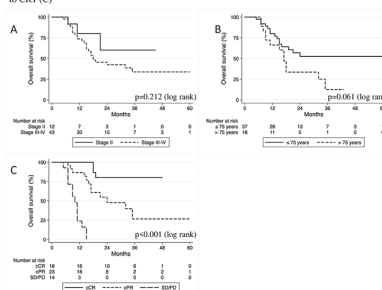 to CRT (C)
A
Overall survival (%)
100
75
50
25
0
0 12 24 36 48 60
Months
p=0.212 (log rank)
Number at risk
Stage II 12 7 3 1 0 0
Stage III-IV 43 30 15 7 3 1
Stage II Stage III-IV
B
Overall survival (%)
100
75
50
25
0
0 12 24 36 48 60
Months
p=0.061 (log rank)
Number at risk
≤75 years 37 26 13 7 3
>75 years 18 11 5 1 0
≤75 years >75 years
C
Overall survival (%)
100
75
50
25
0
0 12 24 36 48 60
Months
p<0.001 (log rank)
Number at risk
cCR 18 16 10 6 1 0
cPR 23 18 8 2 2 1
SD/PD 14 3 0 0 0 0
cCR cPR SD/PD